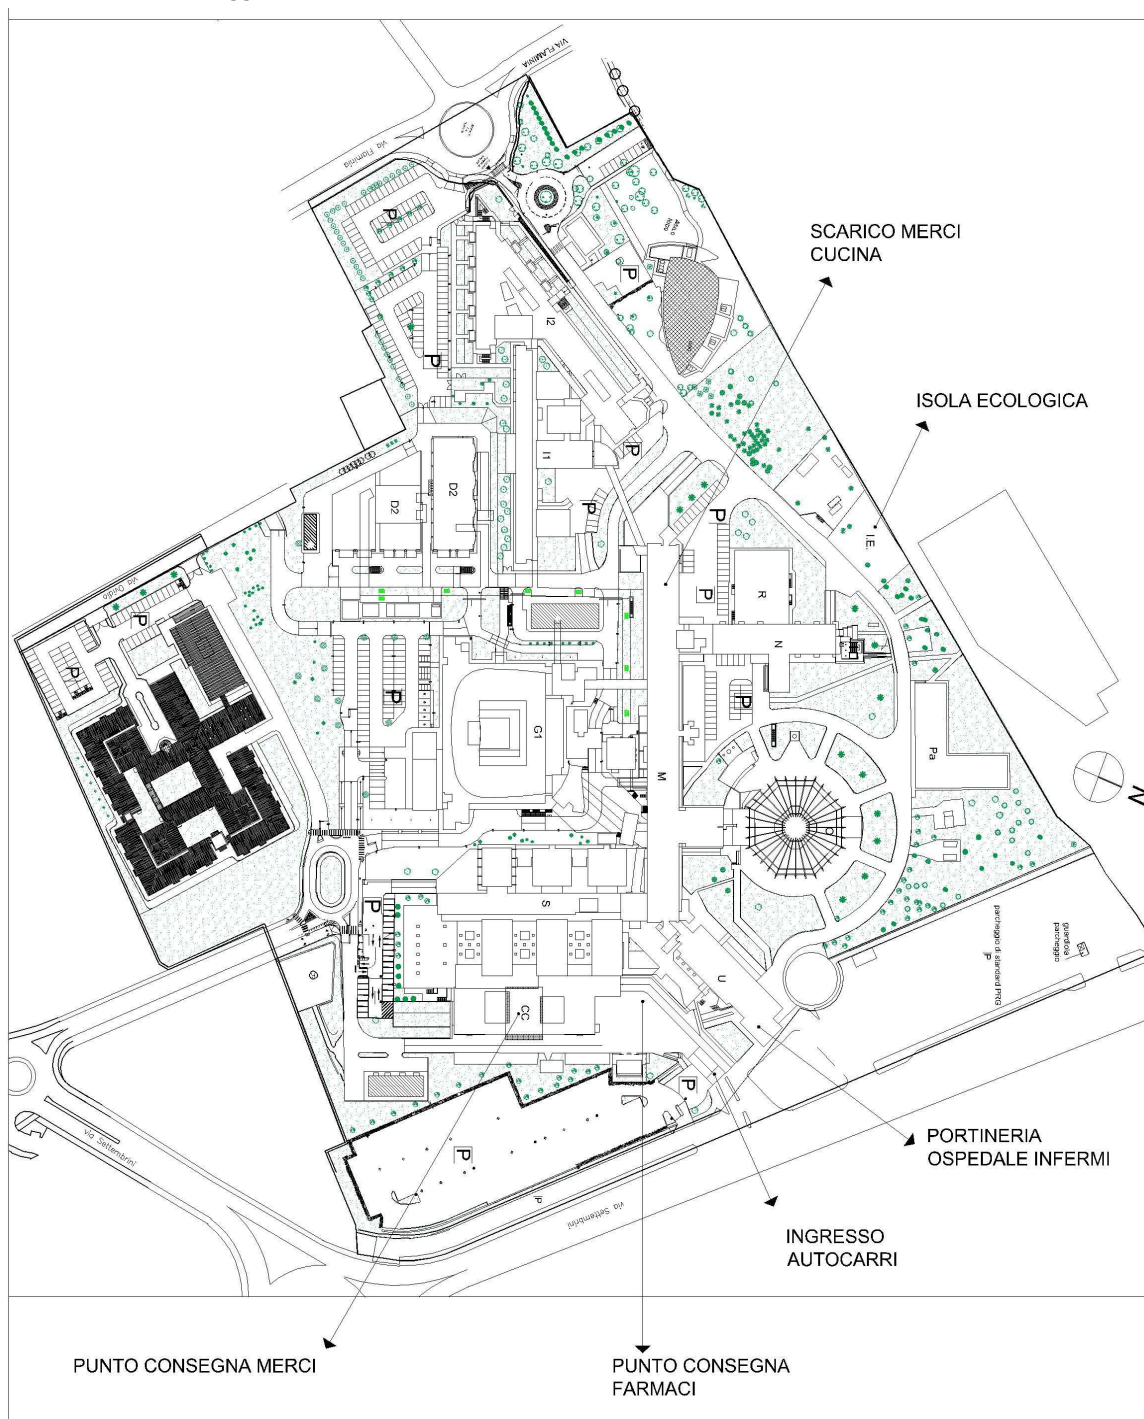 VIA FLAMINIA
via Flaminia
P
ASILO
NIDO
SCARICO MERCI
CUCINA
P
I2
P
ISOLA ECOLOGICA
P
I1
D2
D2
P
I.E.
P
R
P
via Ovidio
P
P
N
P
P
G1
Pa
M
N
O
S
P
parcheggio di standard PRG
P
guardiola
parcheggio
U
G
CC
P
PORTINERIA
OSPEDALE INFERMI
via Settembrini
P
P
via Settembrini
INGRESSO
AUTOCARRI
PUNTO CONSEGNA MERCI
PUNTO CONSEGNA
FARMACI